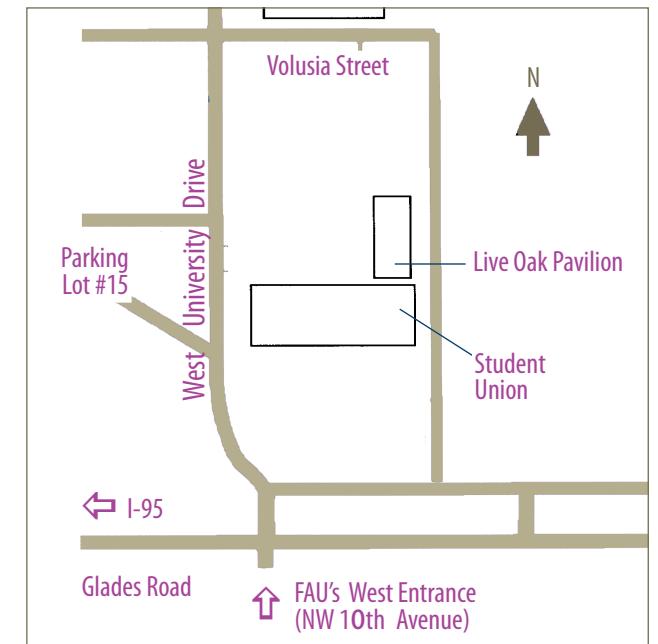 Volusia Street
N
West University Drive
Parking
Lot #15
Live Oak Pavilion
Student
Union
I-95
Glades Road
FAU's West Entrance
(NW 10th Avenue)